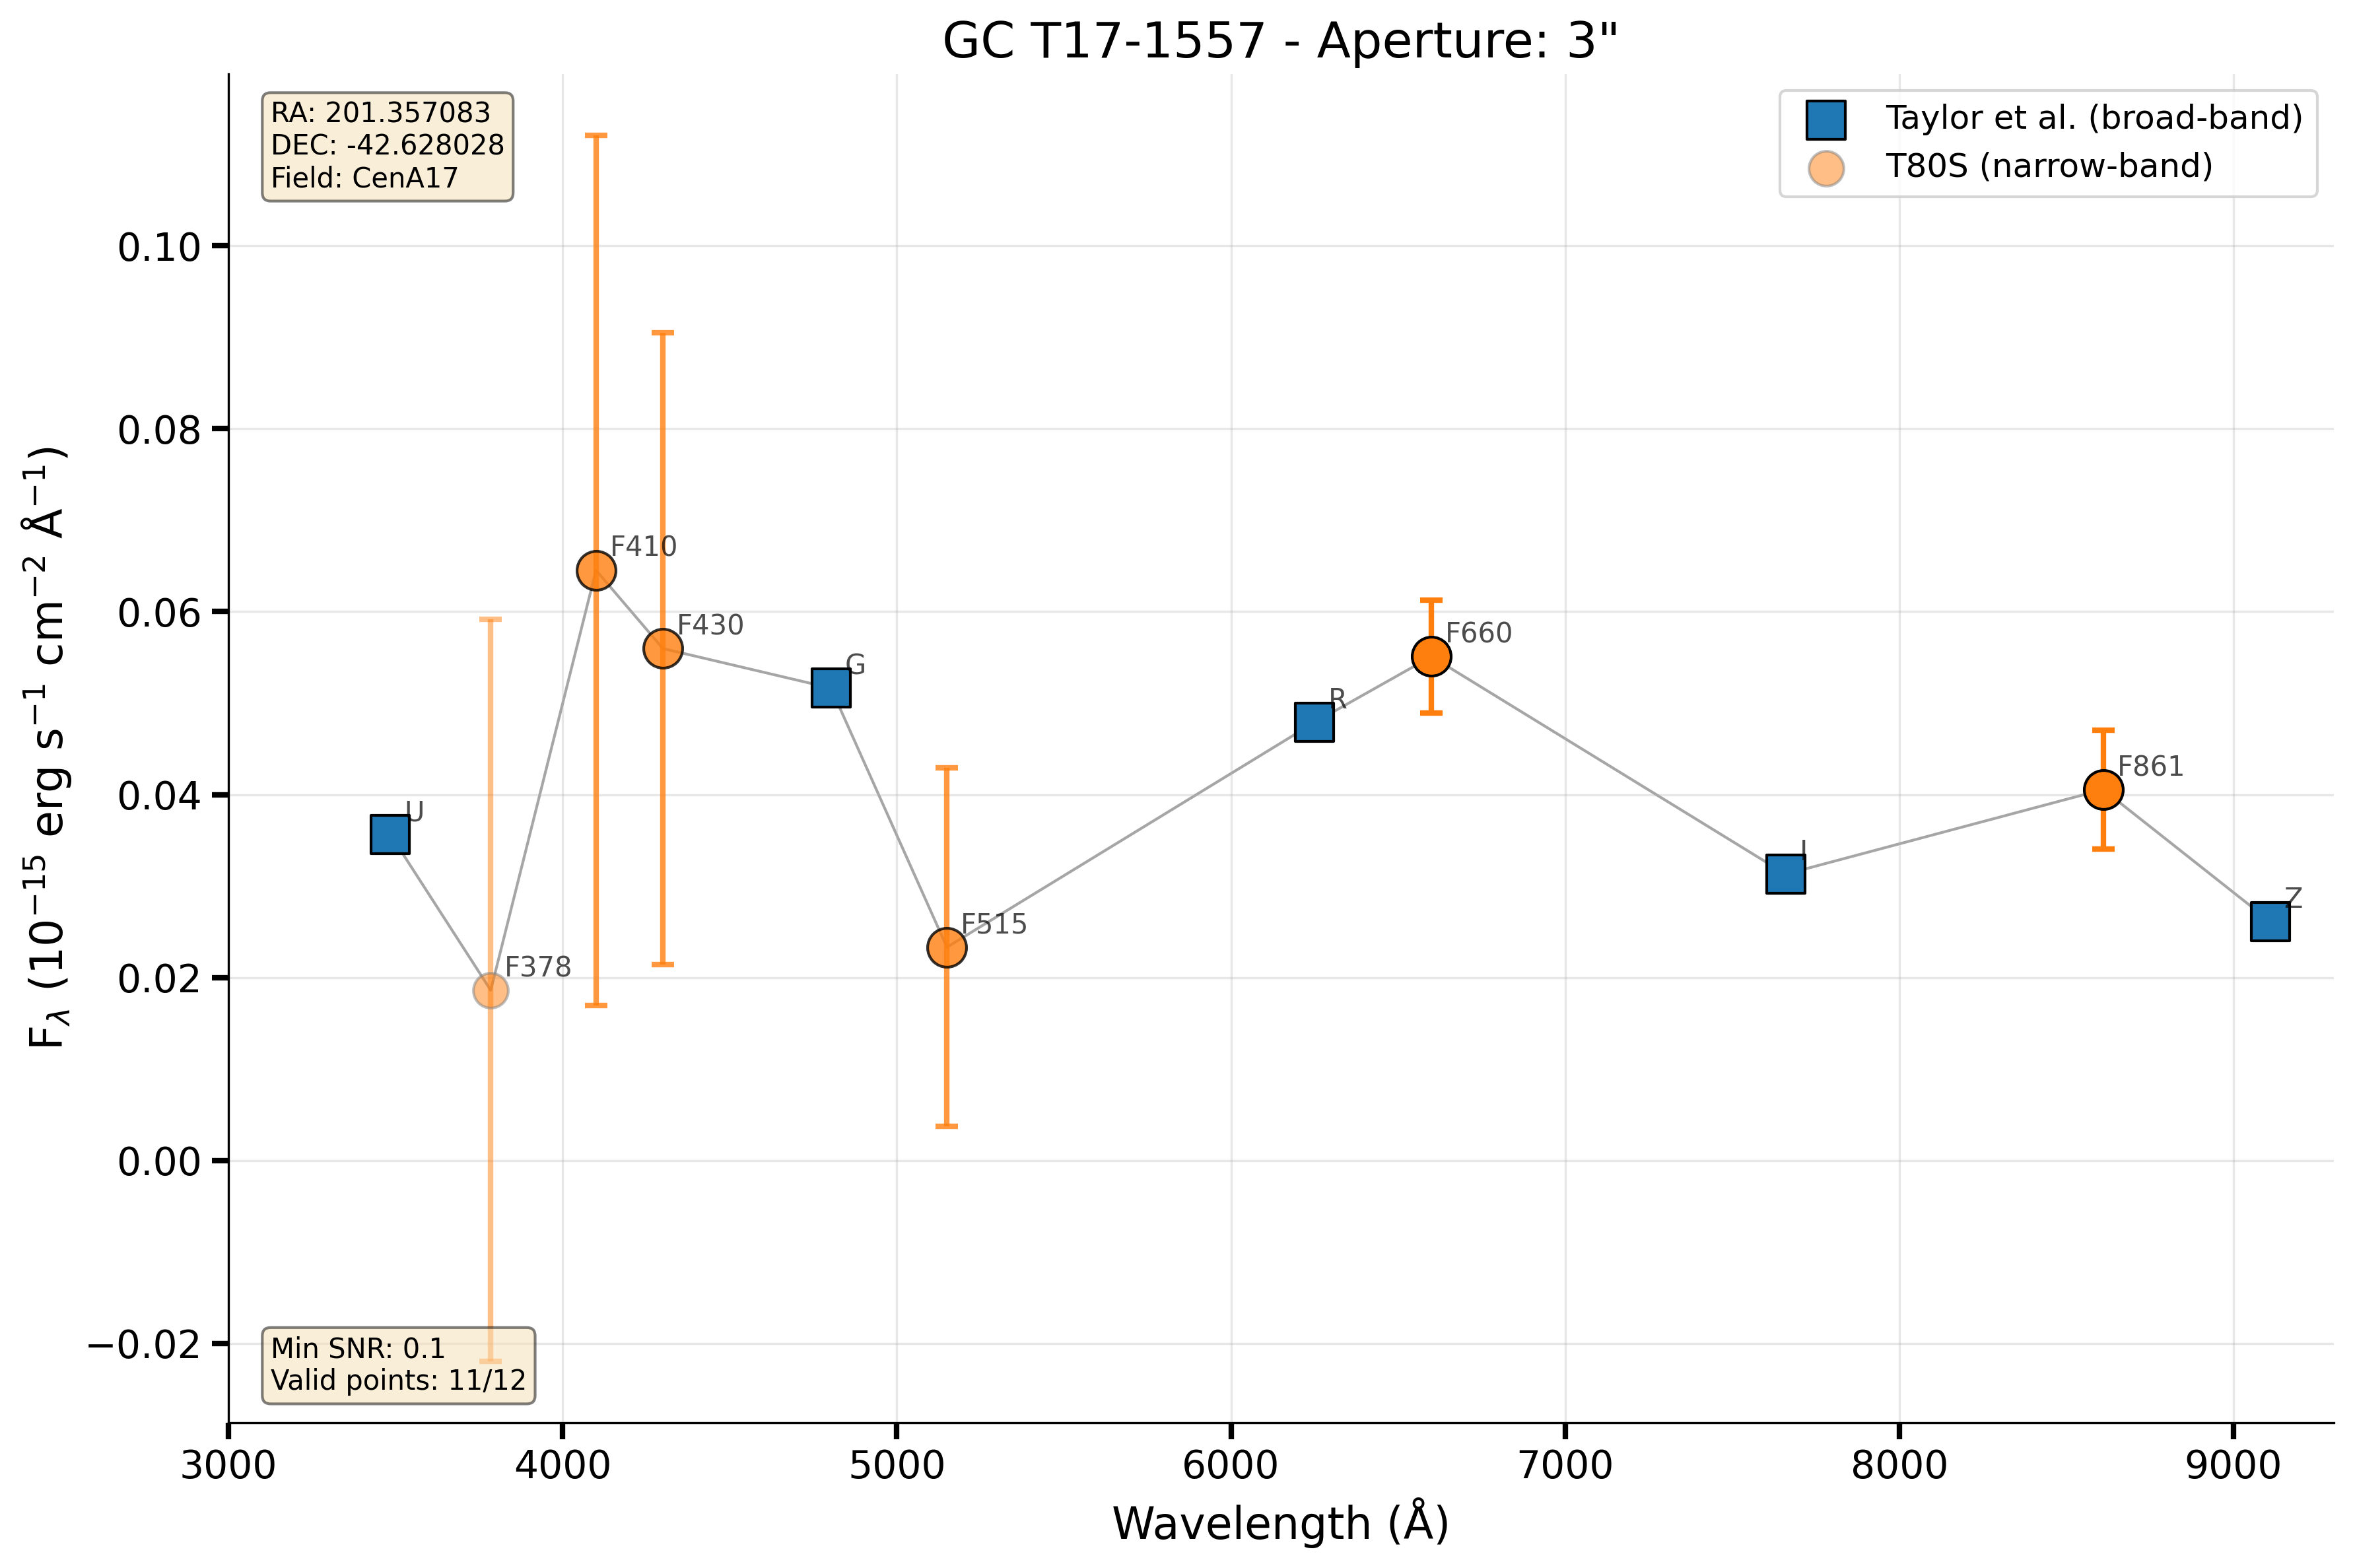 GC T17-1557 - Aperture: 3"
RA: 201.357083
DEC: -42.628028
Field: CenA17
Taylor et al. (broad-band)
T80S (narrow-band)
F_λ (10⁻¹⁵ erg s⁻¹ cm⁻² Å⁻¹)
0.10
0.08
0.06
0.04
0.02
0.00
−0.02
U
F378
F410
F430
G
F515
R
F660
I
F861
Z
Min SNR: 0.1
Valid points: 11/12
3000
4000
5000
6000
7000
8000
9000
Wavelength (Å)